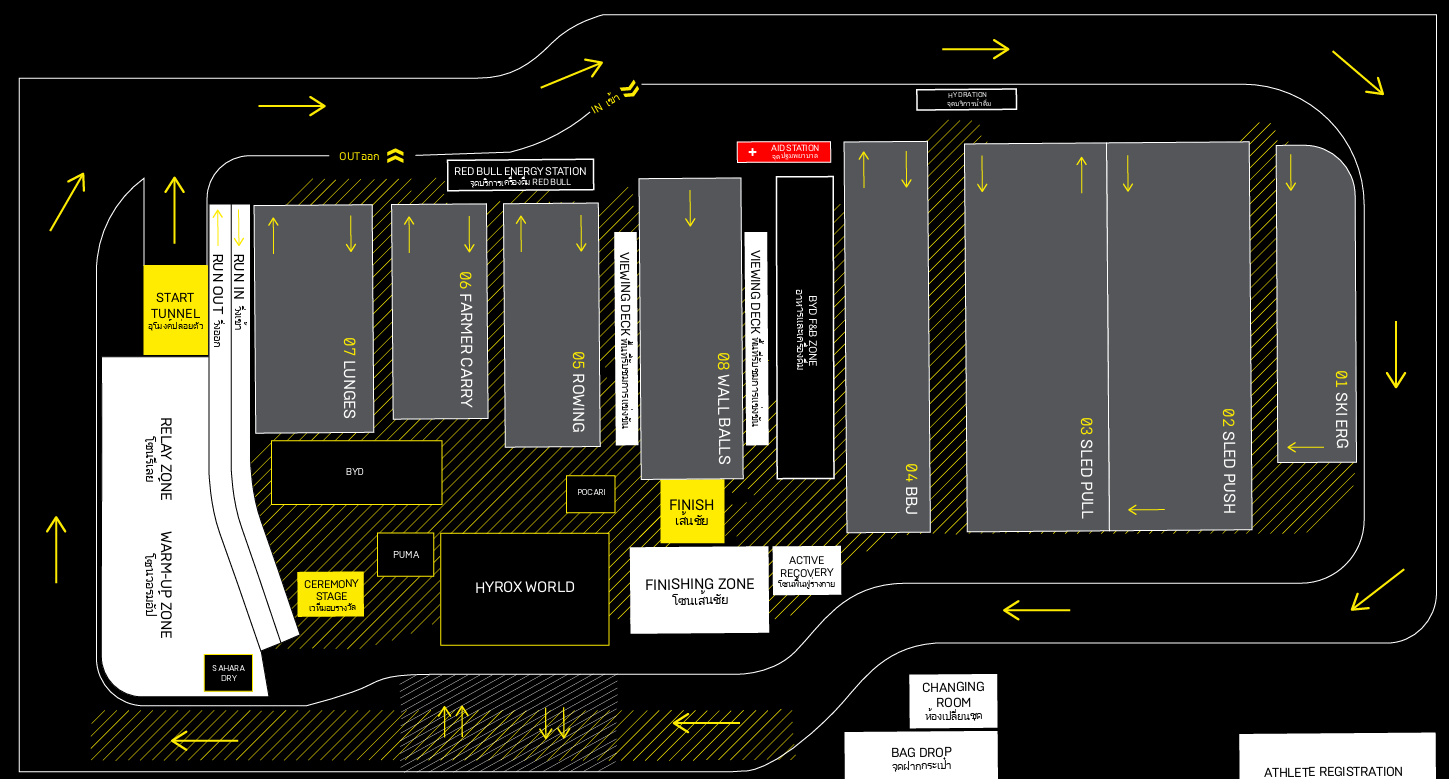 IN เข้า
HYDRATION
จุดบริการน้ำดื่ม
OUT ออก
AID STATION
จุดปฐมพยาบาล
RED BULL ENERGY STATION
จุดบริการเครื่องดื่ม RED BULL
START
TUNNEL
อุโมงค์ปล่อยตัว
RUN OUT วิ่งออก
RUN IN วิ่งเข้า
07 LUNGES
06 FARMER CARRY
05 ROWING
VIEWING DECK พื้นที่รับชมการแข่งขัน
08 WALL BALLS
VIEWING DECK พื้นที่รับชมการแข่งขัน
BYD F&B ZONE
อาหารและเครื่องดื่ม
04 BBJ
03 SLED PULL
02 SLED PUSH
01 SKI ERG
RELAY ZONE
โซนรีเลย์
WARM-UP ZONE
โซนวอร์มอัป
BYD
POCARI
FINISH
เส้นชัย
PUMA
HYROX WORLD
FINISHING ZONE
โซนเส้นชัย
ACTIVE
RECOVERY
โซนฟื้นฟูร่างกาย
CEREMONY
STAGE
เวทีมอบรางวัล
SAHARA
DRY
CHANGING
ROOM
ห้องเปลี่ยนชุด
BAG DROP
จุดฝากกระเป๋า
ATHLETE REGISTRATION